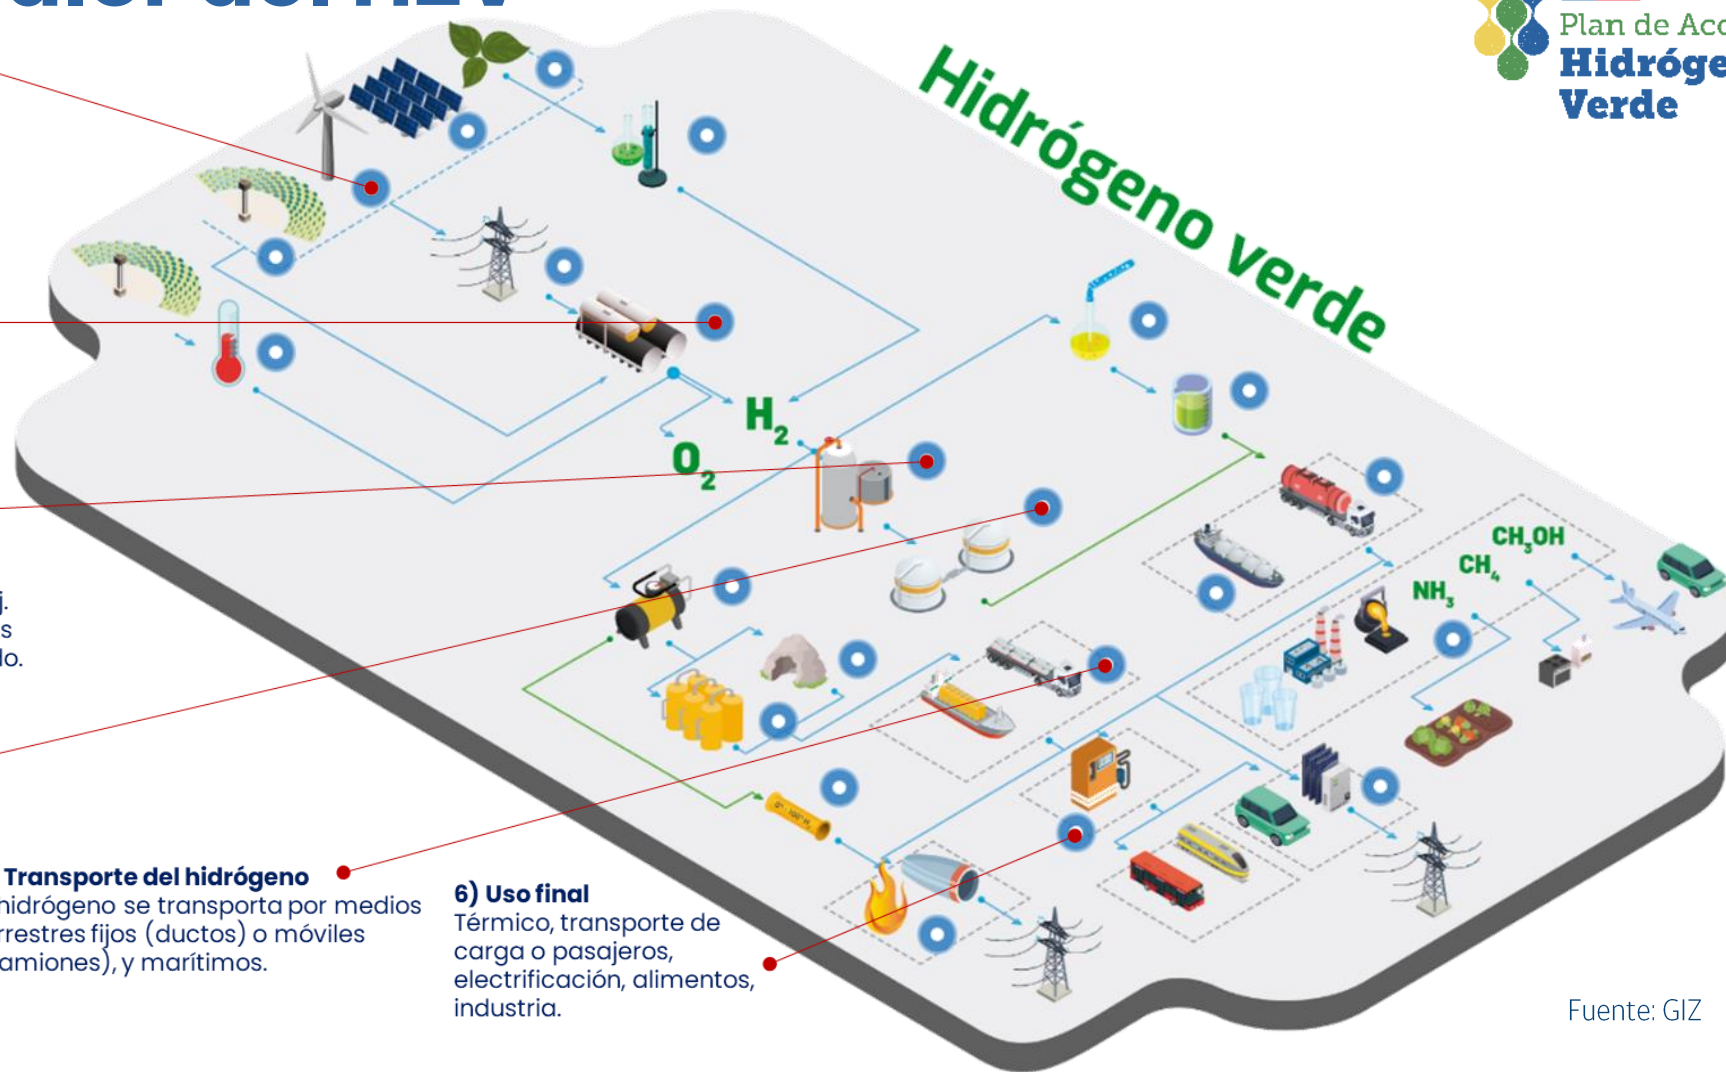 Plan de Acc
Hidróge
Verde
Hidrógeno verde
H2
O2
CH3OH
CH4
NH3
j.
s
lo.
Transporte del hidrógeno
hidrógeno se transporta por medios
rrestres fijos (ductos) o móviles
amiones), y marítimos.
6) Uso final
Térmico, transporte de
carga o pasajeros,
electrificación, alimentos,
industria.
Fuente: GIZ